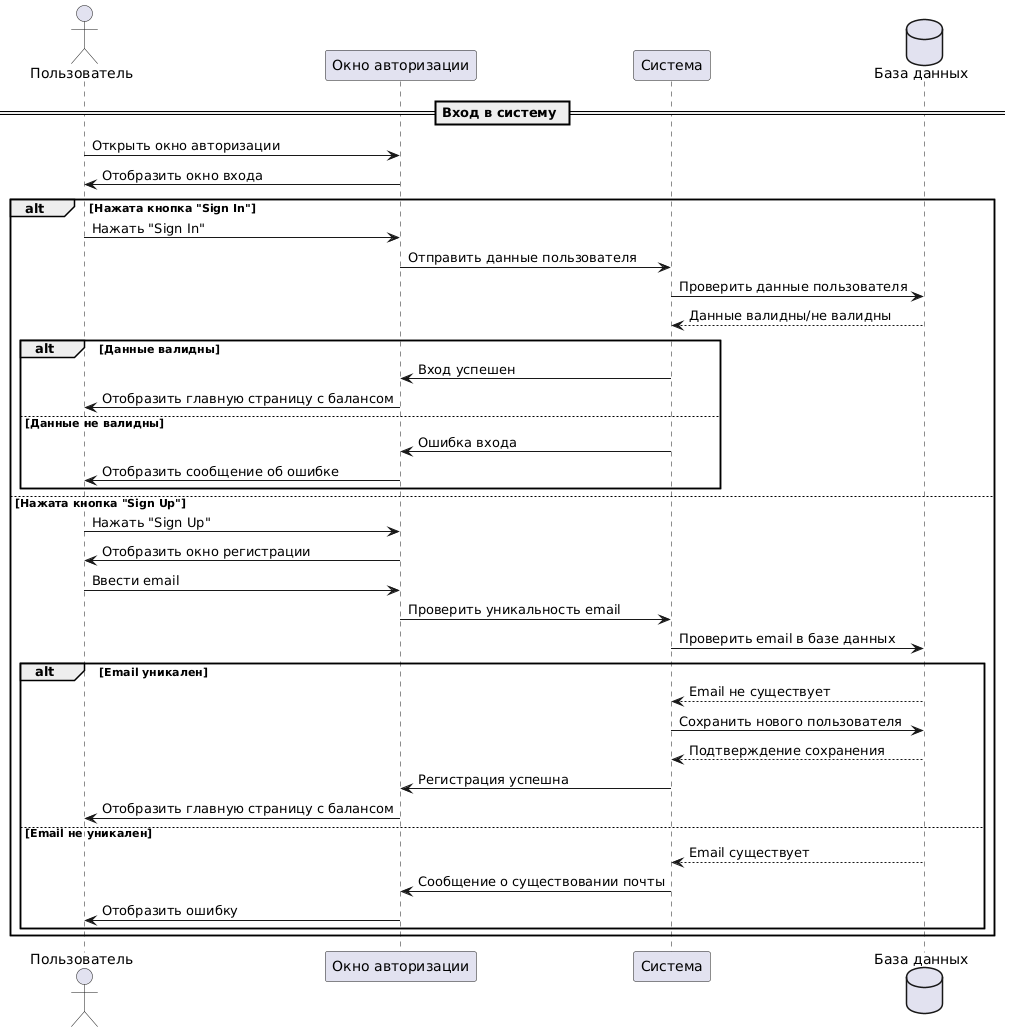 Пользователь
Окно авторизации
Система
База данных
Вход в систему
Открыть окно авторизации
Отобразить окно входа
alt
[Нажата кнопка "Sign In"]
Нажать "Sign In"
Отправить данные пользователя
Проверить данные пользователя
Данные валидны/не валидны
alt
[Данные валидны]
Вход успешен
Отобразить главную страницу с балансом
[Данные не валидны]
Ошибка входа
Отобразить сообщение об ошибке
[Нажата кнопка "Sign Up"]
Нажать "Sign Up"
Отобразить окно регистрации
Ввести email
Проверить уникальность email
Проверить email в базе данных
alt
[Email уникален]
Email не существует
Сохранить нового пользователя
Подтверждение сохранения
Регистрация успешна
Отобразить главную страницу с балансом
[Email не уникален]
Email существует
Сообщение о существовании почты
Отобразить ошибку
Пользователь
Окно авторизации
Система
База данных